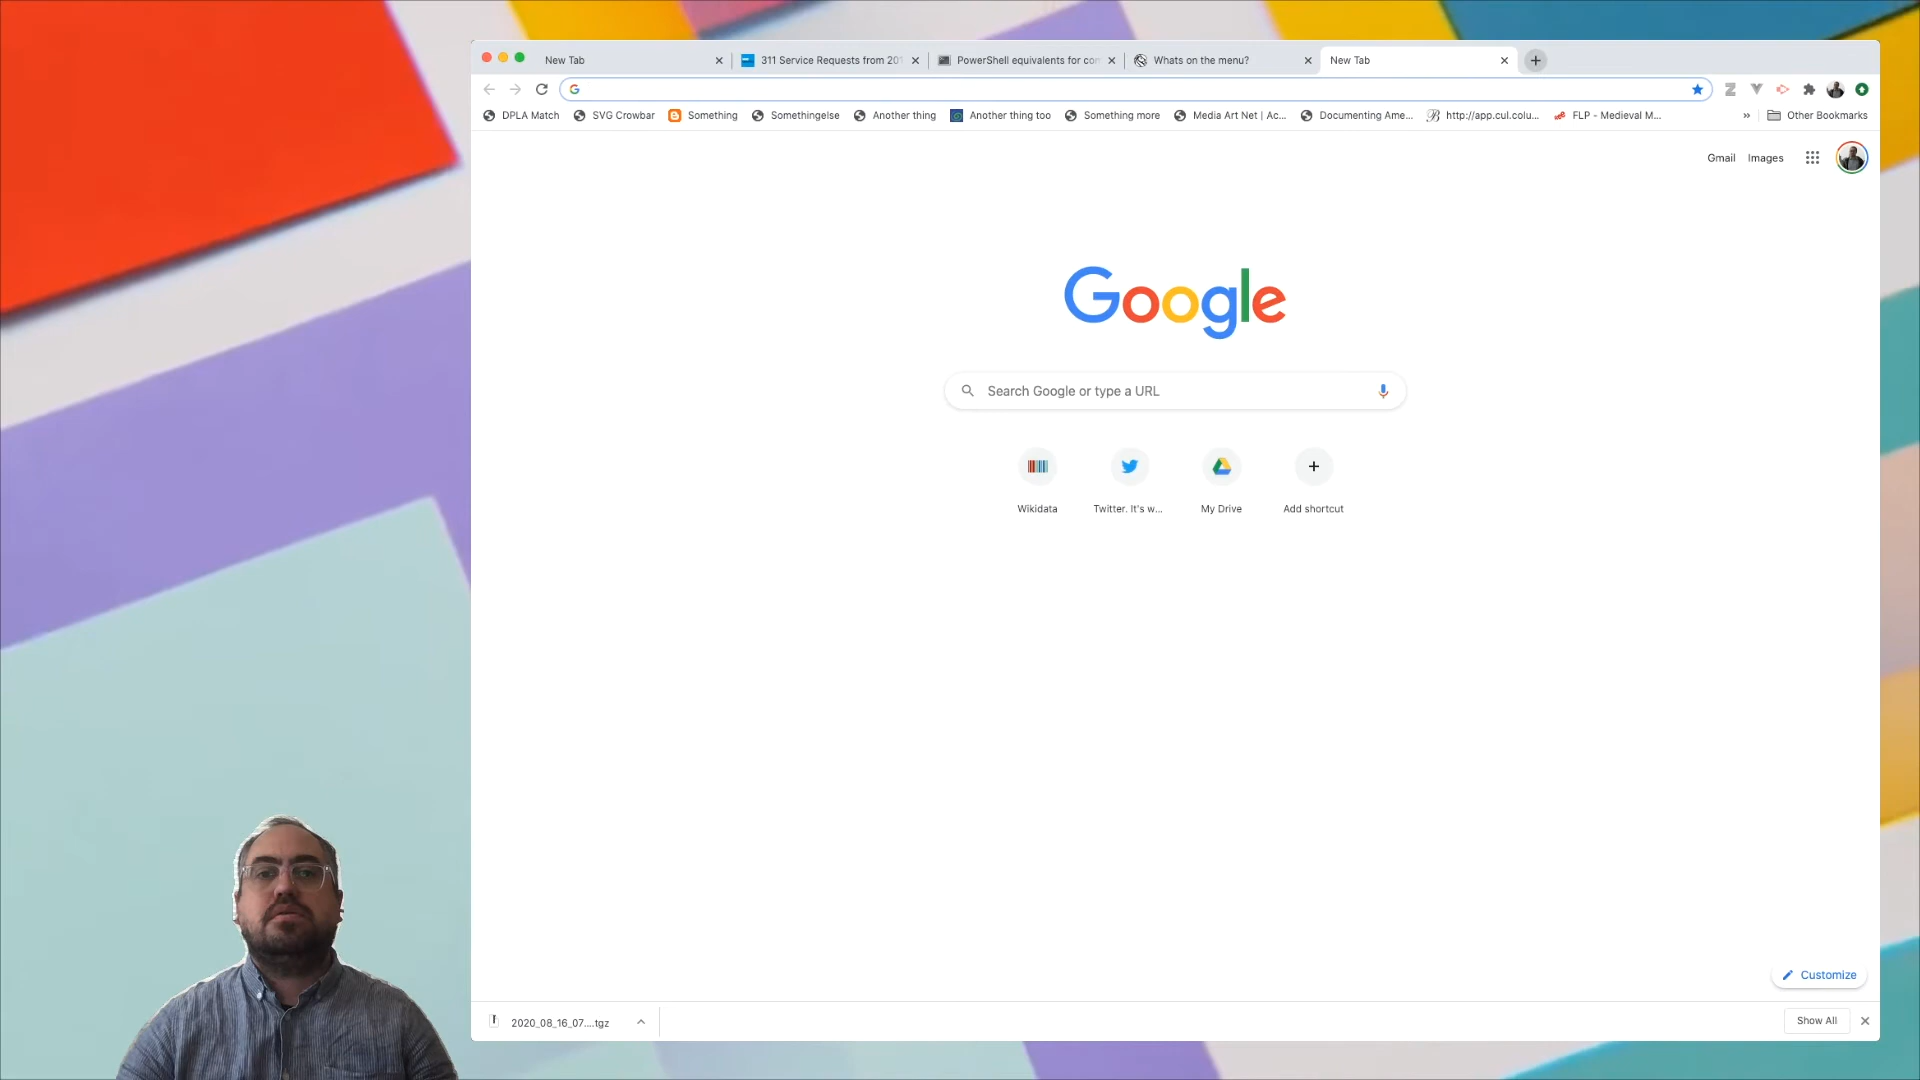 New Tab
311 Service Requests from 201
PowerShell equivalents for com
Whats on the menu?
New Tab
DPLA Match
SVG Crowbar
Something
Somethingelse
Another thing
Another thing too
Something more
Media Art Net | Ac...
Documenting Ame...
http://app.cul.colu...
FLP - Medieval M...
»
Other Bookmarks
Gmail
Images
Google
Search Google or type a URL
Wikidata
Twitter. It's w...
My Drive
Add shortcut
Customize
2020_08_16_07....tgz
Show All